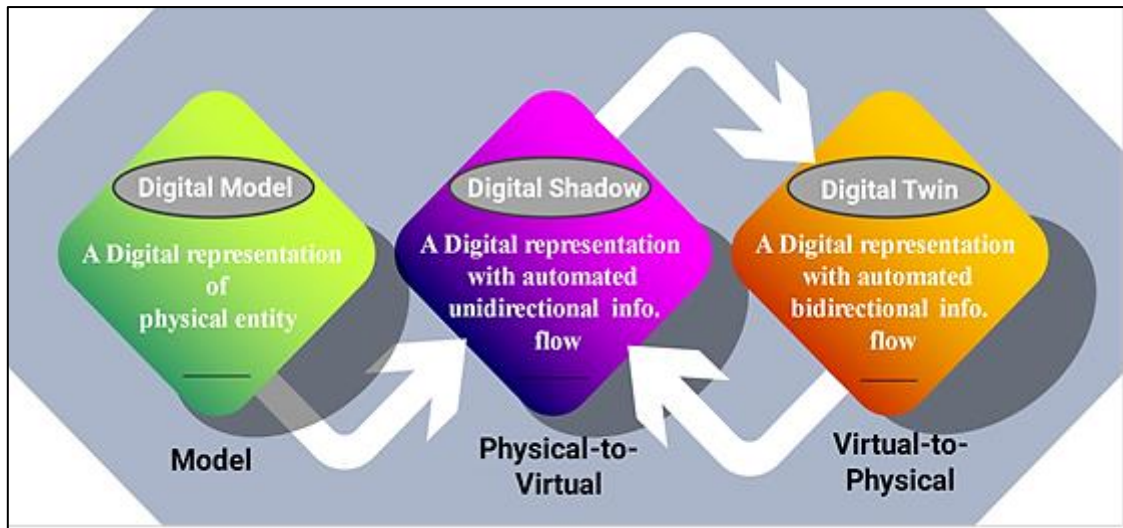 Digital Model
A Digital representation
of
physical entity
Model
Digital Shadow
A Digital representation
with automated
unidirectional info.
flow
Physical-to-
Virtual
Digital Twin
A Digital representation
with automated
bidirectional info.
flow
Virtual-to-
Physical